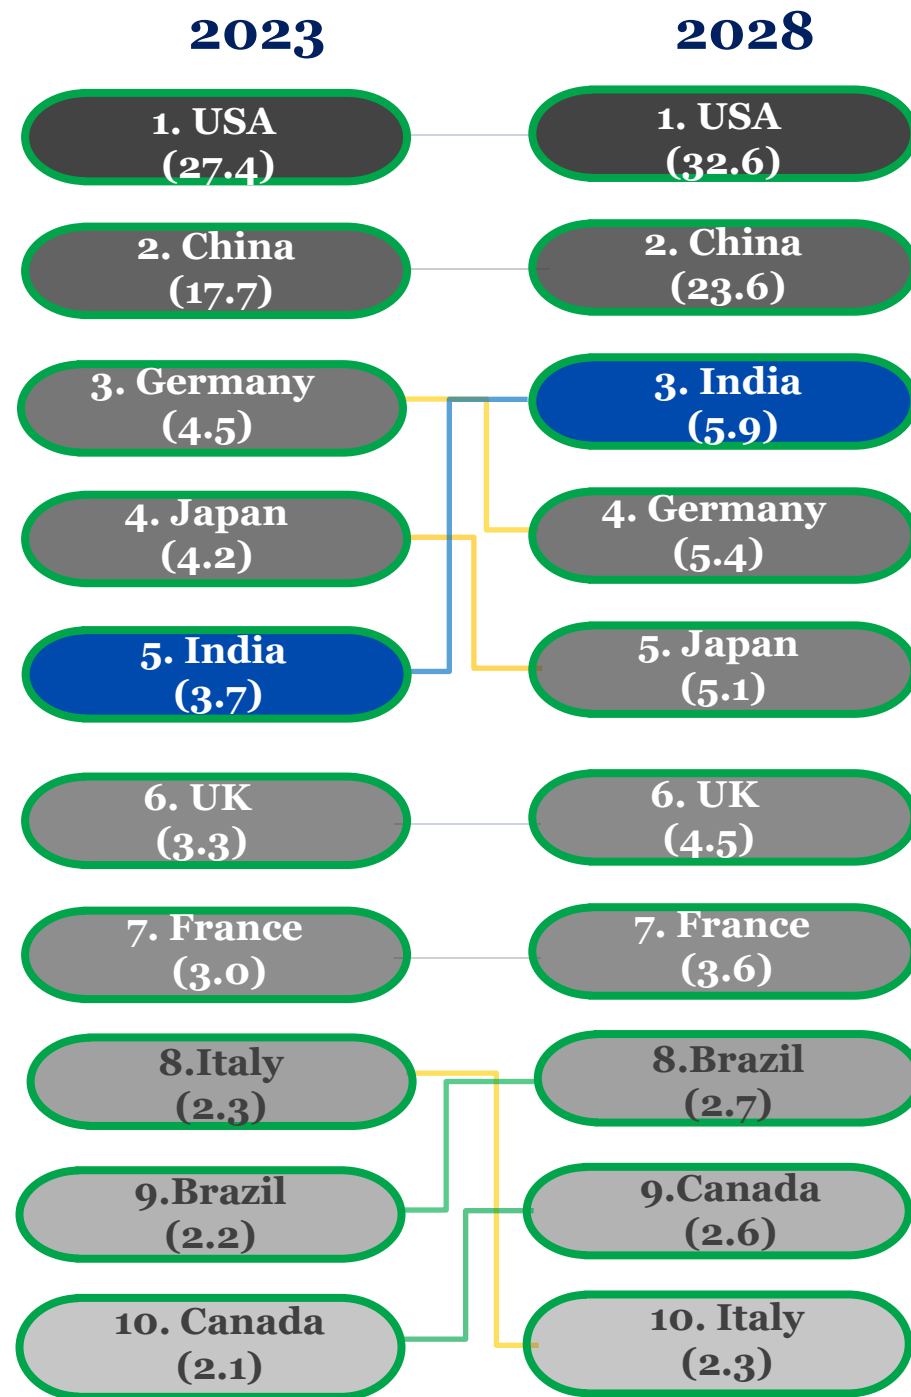 2023
2028
1. USA
(27.4)
1. USA
(32.6)
2. China
(17.7)
2. China
(23.6)
3. Germany
(4.5)
3. India
(5.9)
4. Japan
(4.2)
4. Germany
(5.4)
5. India
(3.7)
5. Japan
(5.1)
6. UK
(3.3)
6. UK
(4.5)
7. France
(3.0)
7. France
(3.6)
8.Italy
(2.3)
8.Brazil
(2.7)
9.Brazil
(2.2)
9.Canada
(2.6)
10. Canada
(2.1)
10. Italy
(2.3)